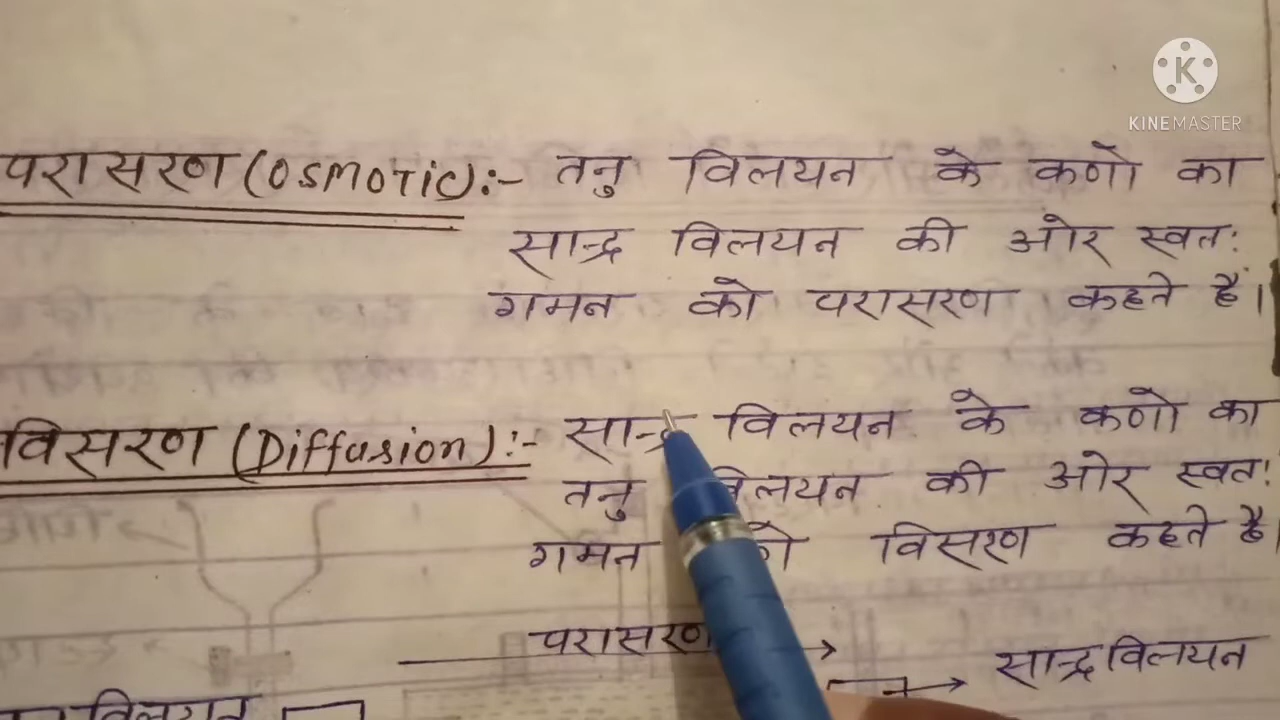 KINEMASTER
परासरण (OSMOTIC):- तनु विलयन के कणो का
सान्द्र विलयन की ओर स्वत:
गमन को परासरण कहते हैं।
विसरण (Diffusion):- सान्द्र विलयन के कणो का
तनु विलयन की ओर स्वत:
गमन को विसरण कहते है।
परासरण
सान्द्र विलयन
विलयन